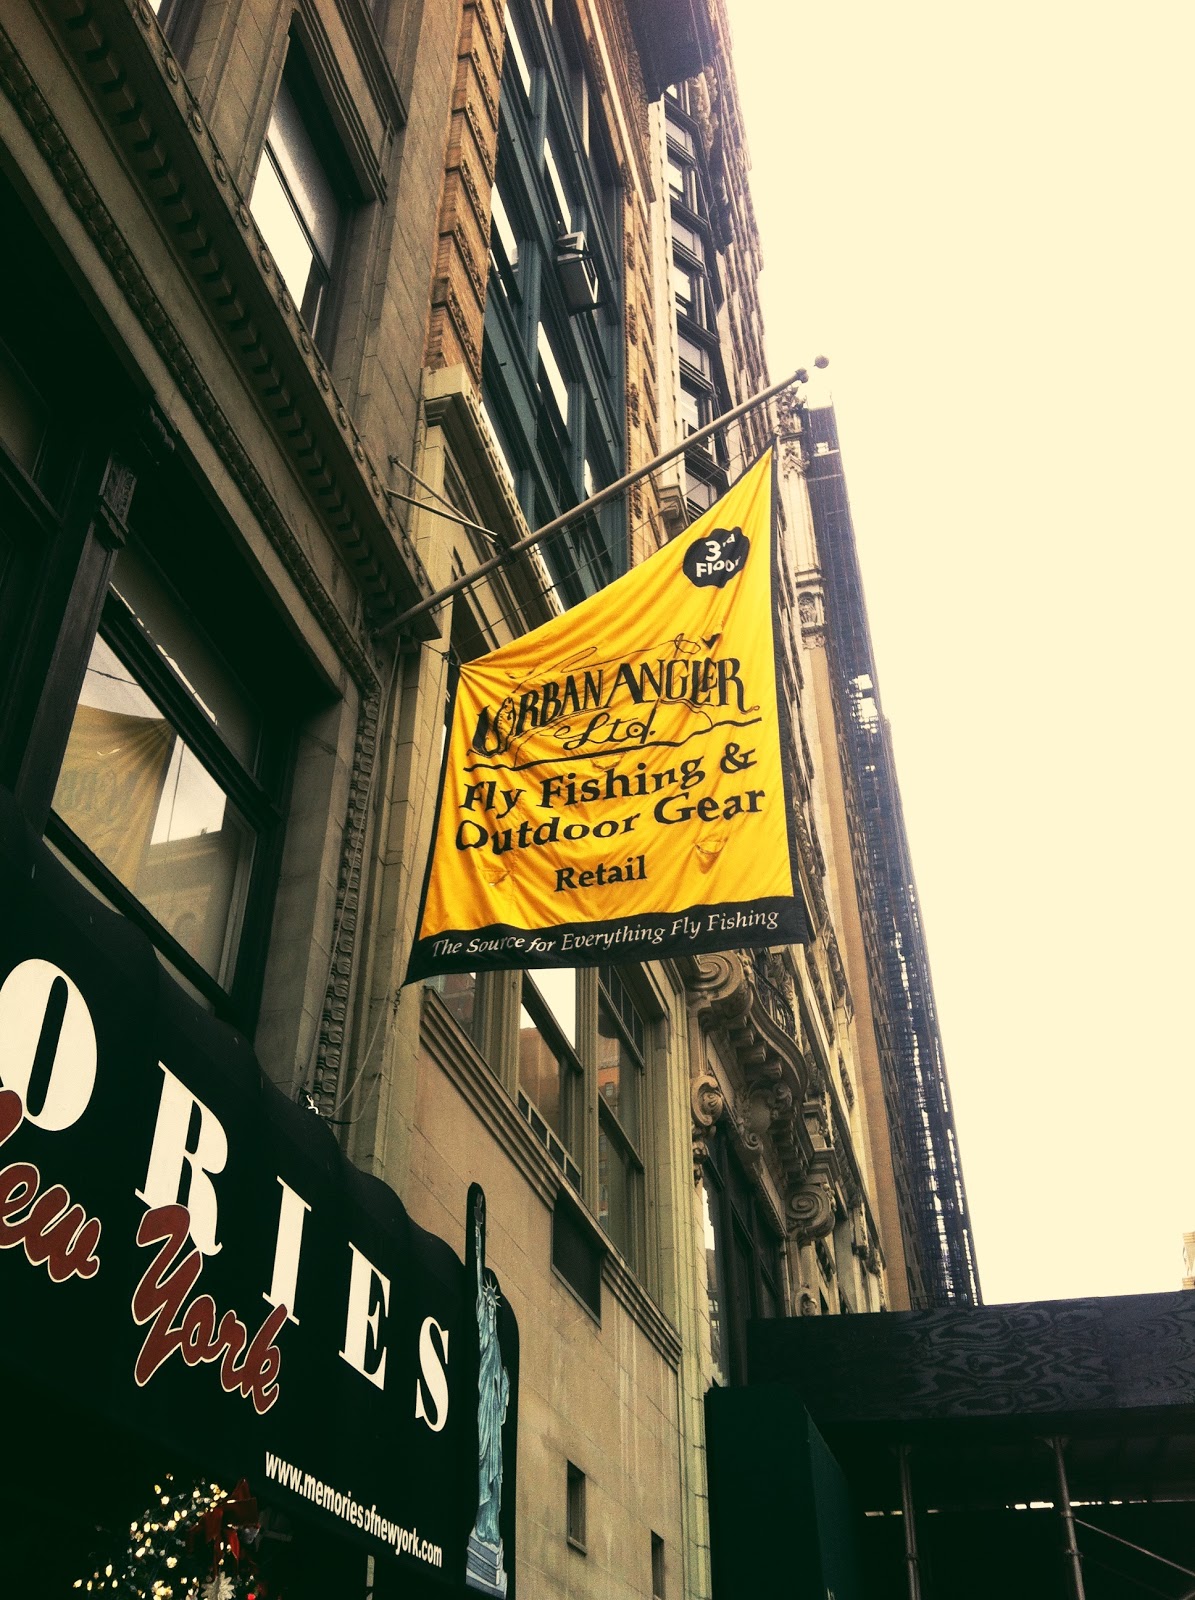 3rd
Floor
URBAN ANGLER
Ltd.
Fly Fishing &
Outdoor Gear
Retail
The Source for Everything Fly Fishing
ORIES
New York
www.memoriesofnewyork.com